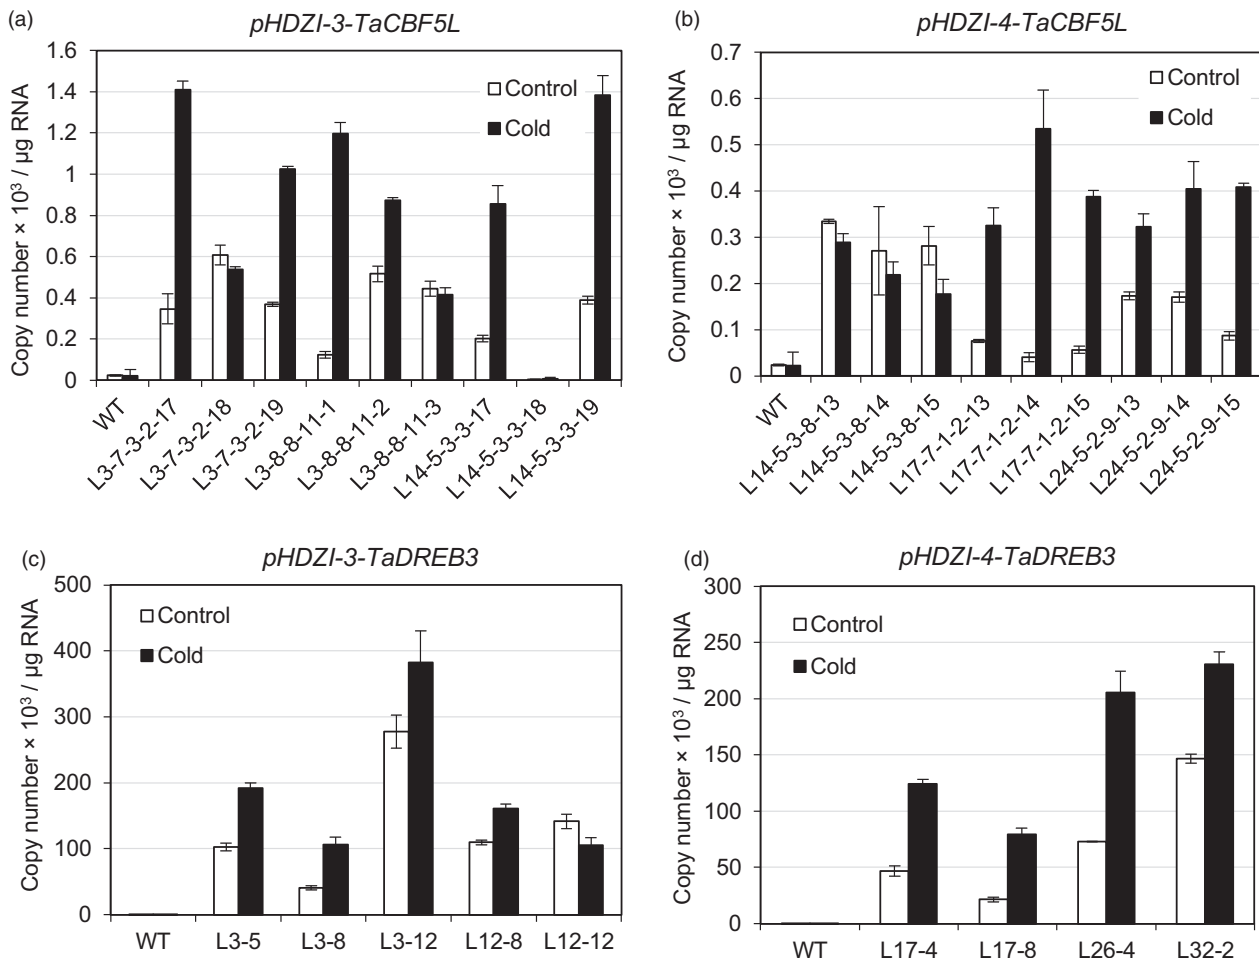 (a)
pHDZI-3-TaCBF5L
Copy number × 10³ / µg RNA
1.6
1.4
1.2
1
0.8
0.6
0.4
0.2
0
Control
Cold
WT
L3-7-3-2-17
L3-7-3-2-18
L3-7-3-2-19
L3-8-8-11-1
L3-8-8-11-2
L3-8-8-11-3
L14-5-3-3-17
L14-5-3-3-18
L14-5-3-3-19
(b)
pHDZI-4-TaCBF5L
Copy number × 10³ / µg RNA
0.7
0.6
0.5
0.4
0.3
0.2
0.1
0
Control
Cold
WT
L14-5-3-8-13
L14-5-3-8-14
L14-5-3-8-15
L17-7-1-2-13
L17-7-1-2-14
L17-7-1-2-15
L24-5-2-9-13
L24-5-2-9-14
L24-5-2-9-15
(c)
pHDZI-3-TaDREB3
Copy number × 10³ / µg RNA
500
400
300
200
100
0
Control
Cold
WT L3-5 L3-8 L3-12 L12-8 L12-12
(d)
pHDZI-4-TaDREB3
Copy number × 10³ / µg RNA
300
250
200
150
100
50
0
Control
Cold
WT L17-4 L17-8 L26-4 L32-2